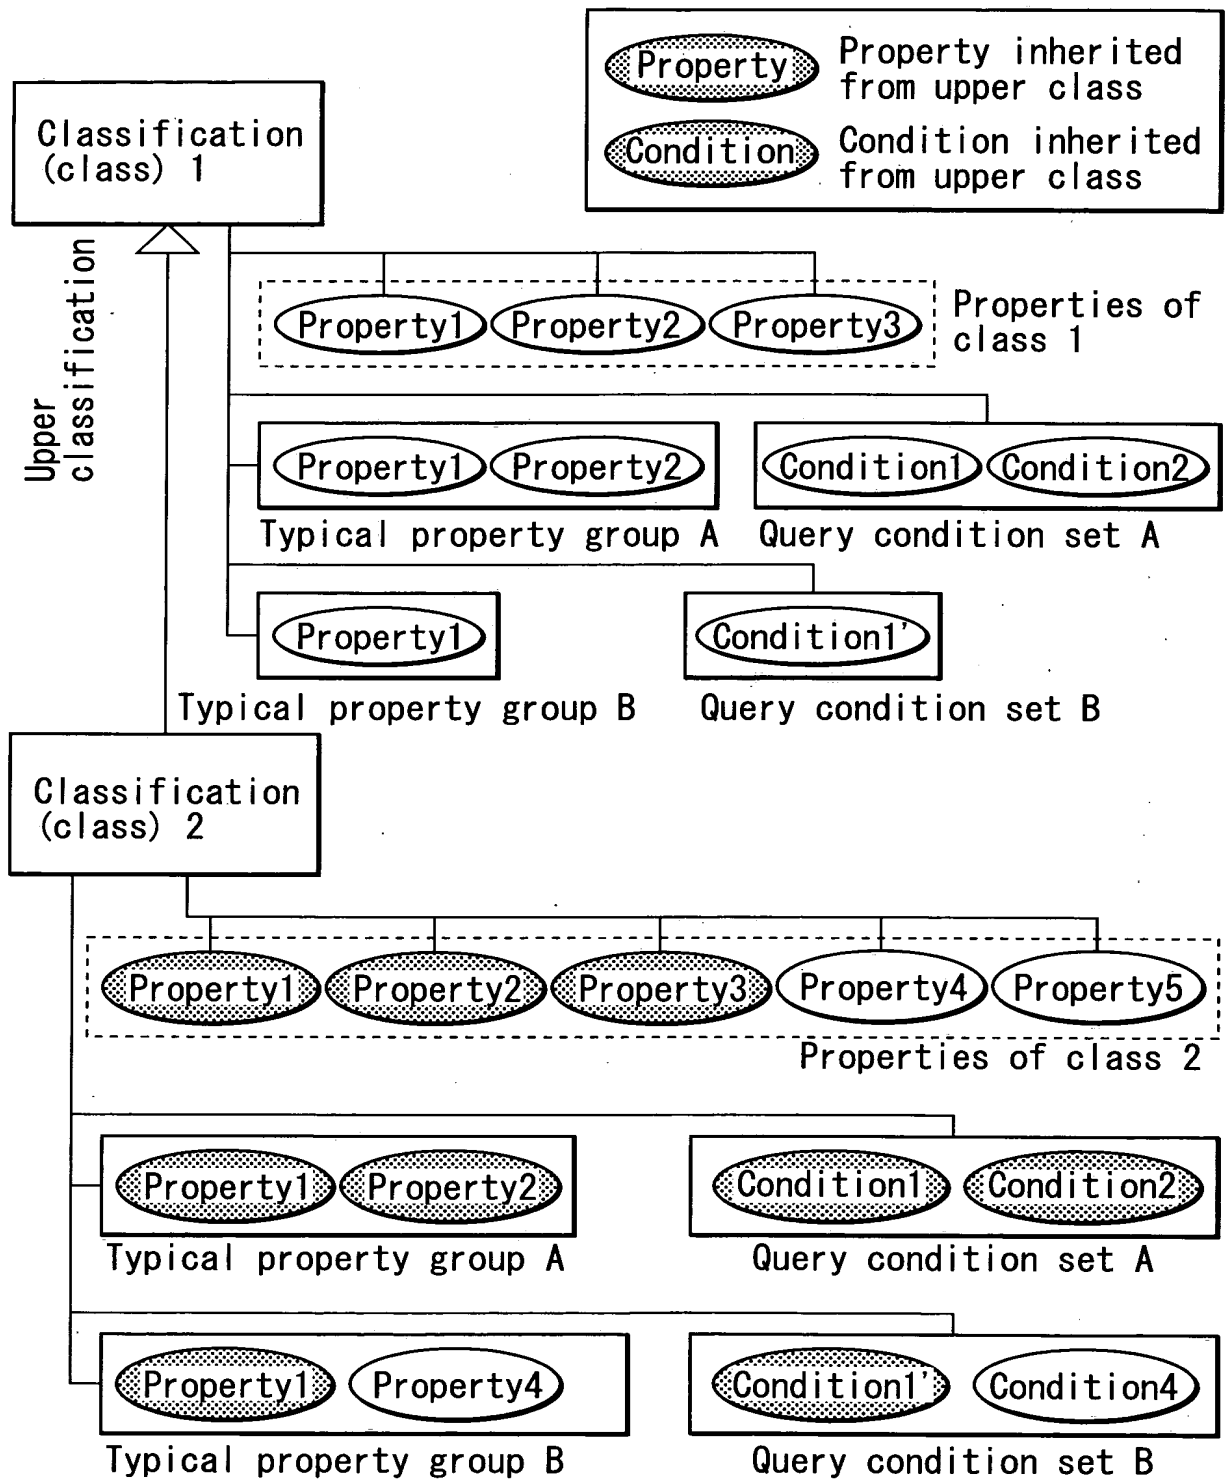 Property
Property inherited
from upper class
Condition
Condition inherited
from upper class
Classification
(class) 1
Upper
classification
Property1 Property2 Property3
Properties of
class 1
Property1 Property2
Condition1 Condition2
Typical property group A
Query condition set A
Property1
Condition1'
Typical property group B
Query condition set B
Classification
(class) 2
Property1 Property2 Property3 Property4 Property5
Properties of class 2
Property1 Property2
Condition1 Condition2
Typical property group A
Query condition set A
Property1 Property4
Condition1' Condition4
Typical property group B
Query condition set B